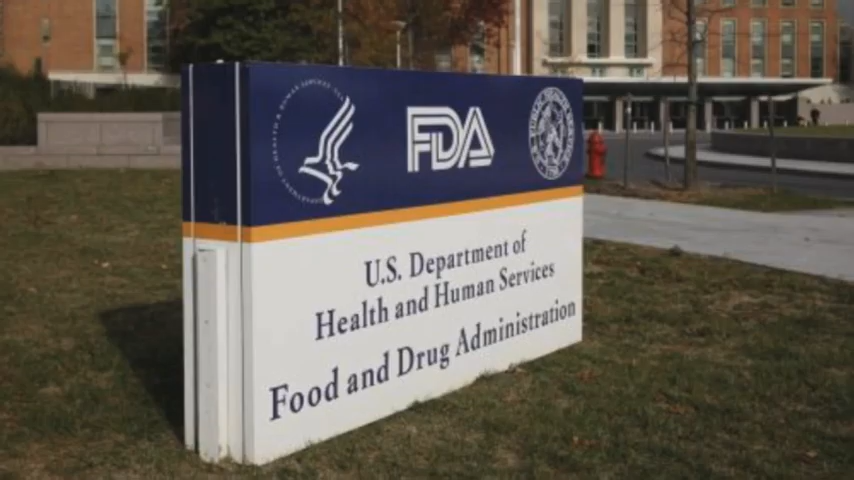 FDA
U.S. Department of
Health and Human Services
Food and Drug Administration